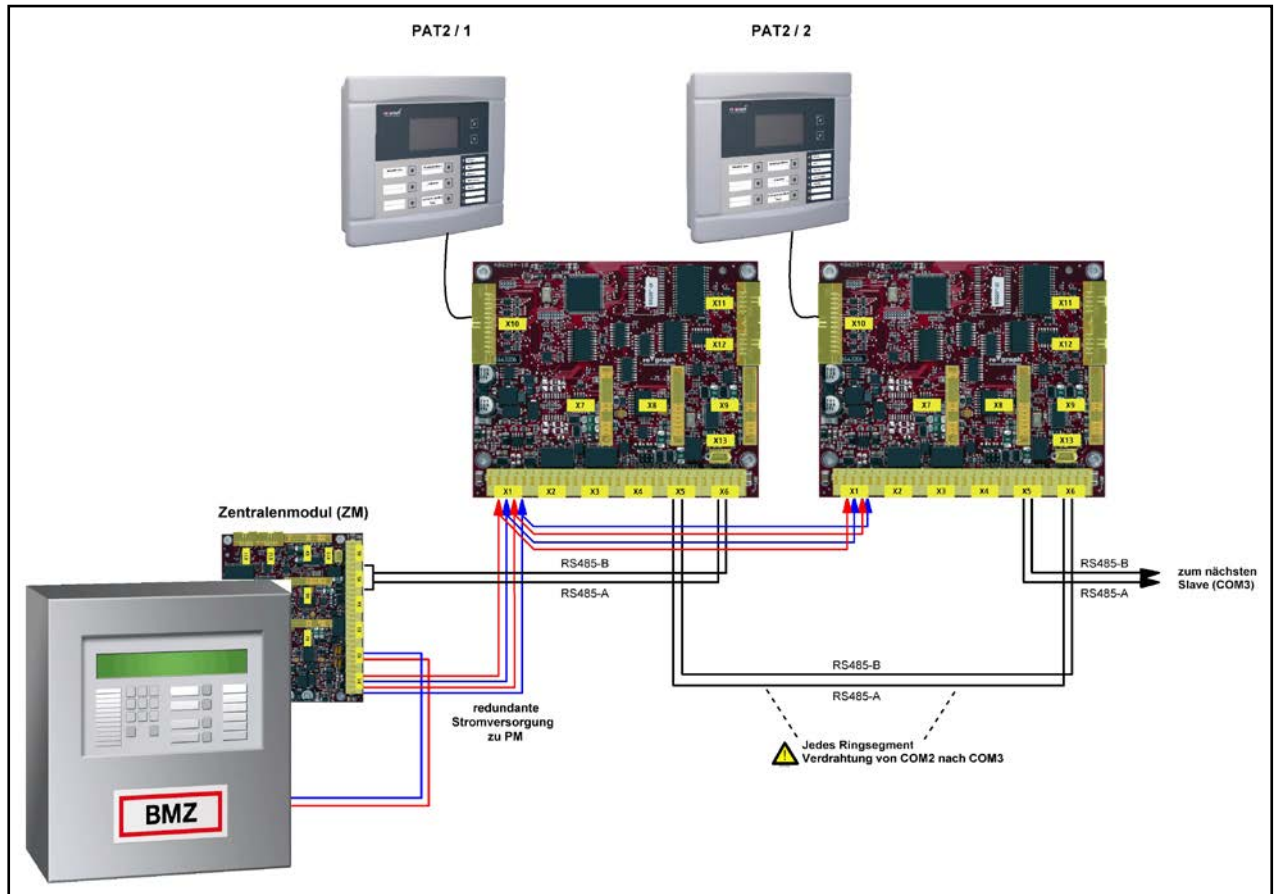 PAT2 / 1
PAT2 / 2
X10
X11
X12
X7
X8
X9
X13
X1
X2
X3
X4
X5
X6
X10
X11
X12
X7
X8
X9
X13
X1
X2
X3
X4
X5
X6
Zentralenmodul (ZM)
RS485-B
RS485-A
RS485-B
RS485-A
zum nächsten
Slave (COM3)
RS485-B
RS485-A
redundante
Stromversorgung
zu PM
Jedes Ringsegment
Verdrahtung von COM2 nach COM3
BMZ